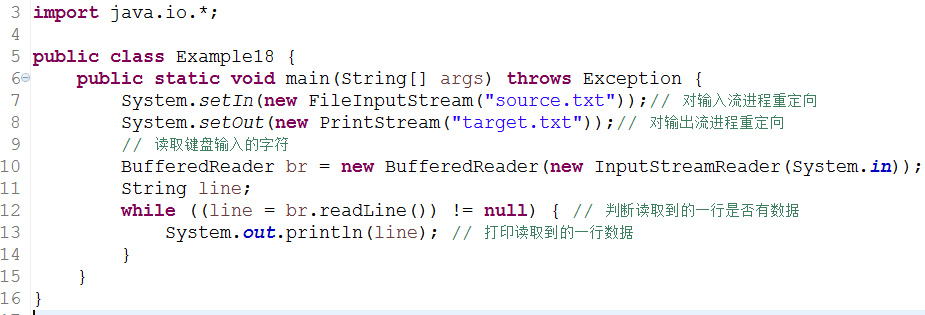 3 import java.io.*;
4
5 public class Example18 {
6     public static void main(String[] args) throws Exception {
7         System.setIn(new FileInputStream("source.txt"));// 对输入流进程重定向
8         System.setOut(new PrintStream("target.txt"));// 对输出流进程重定向
9         // 读取键盘输入的字符
10         BufferedReader br = new BufferedReader(new InputStreamReader(System.in));
11         String line;
12         while ((line = br.readLine()) != null) { // 判断读取到的一行是否有数据
13             System.out.println(line); // 打印读取到的一行数据
14         }
15     }
16 }